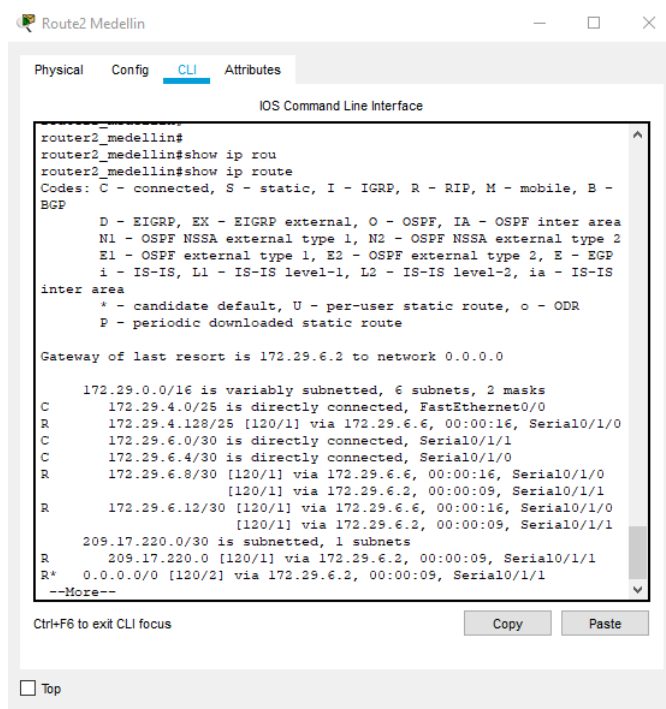 Route2 Medellin
Physical Config CLI Attributes
IOS Command Line Interface
router2_medellin#
router2_medellin#show ip rou
router2_medellin#show ip route
Codes: C - connected, S - static, I - IGRP, R - RIP, M - mobile, B -
BGP
D - EIGRP, EX - EIGRP external, O - OSPF, IA - OSPF inter area
N1 - OSPF NSSA external type 1, N2 - OSPF NSSA external type 2
E1 - OSPF external type 1, E2 - OSPF external type 2, E - EGP
i - IS-IS, L1 - IS-IS level-1, L2 - IS-IS level-2, ia - IS-IS
inter area
* - candidate default, U - per-user static route, o - ODR
P - periodic downloaded static route
Gateway of last resort is 172.29.6.2 to network 0.0.0.0
172.29.0.0/16 is variably subnetted, 6 subnets, 2 masks
C 172.29.4.0/25 is directly connected, FastEthernet0/0
R 172.29.4.128/25 [120/1] via 172.29.6.6, 00:00:16, Serial0/1/0
C 172.29.6.0/30 is directly connected, Serial0/1/1
C 172.29.6.4/30 is directly connected, Serial0/1/0
R 172.29.6.8/30 [120/1] via 172.29.6.6, 00:00:16, Serial0/1/0
[120/1] via 172.29.6.2, 00:00:09, Serial0/1/1
R 172.29.6.12/30 [120/1] via 172.29.6.6, 00:00:16, Serial0/1/0
[120/1] via 172.29.6.2, 00:00:09, Serial0/1/1
209.17.220.0/30 is subnetted, 1 subnets
R 209.17.220.0 [120/1] via 172.29.6.2, 00:00:09, Serial0/1/1
R* 0.0.0.0/0 [120/2] via 172.29.6.2, 00:00:09, Serial0/1/1
--More--
Ctrl+F6 to exit CLI focus
Copy Paste
Top